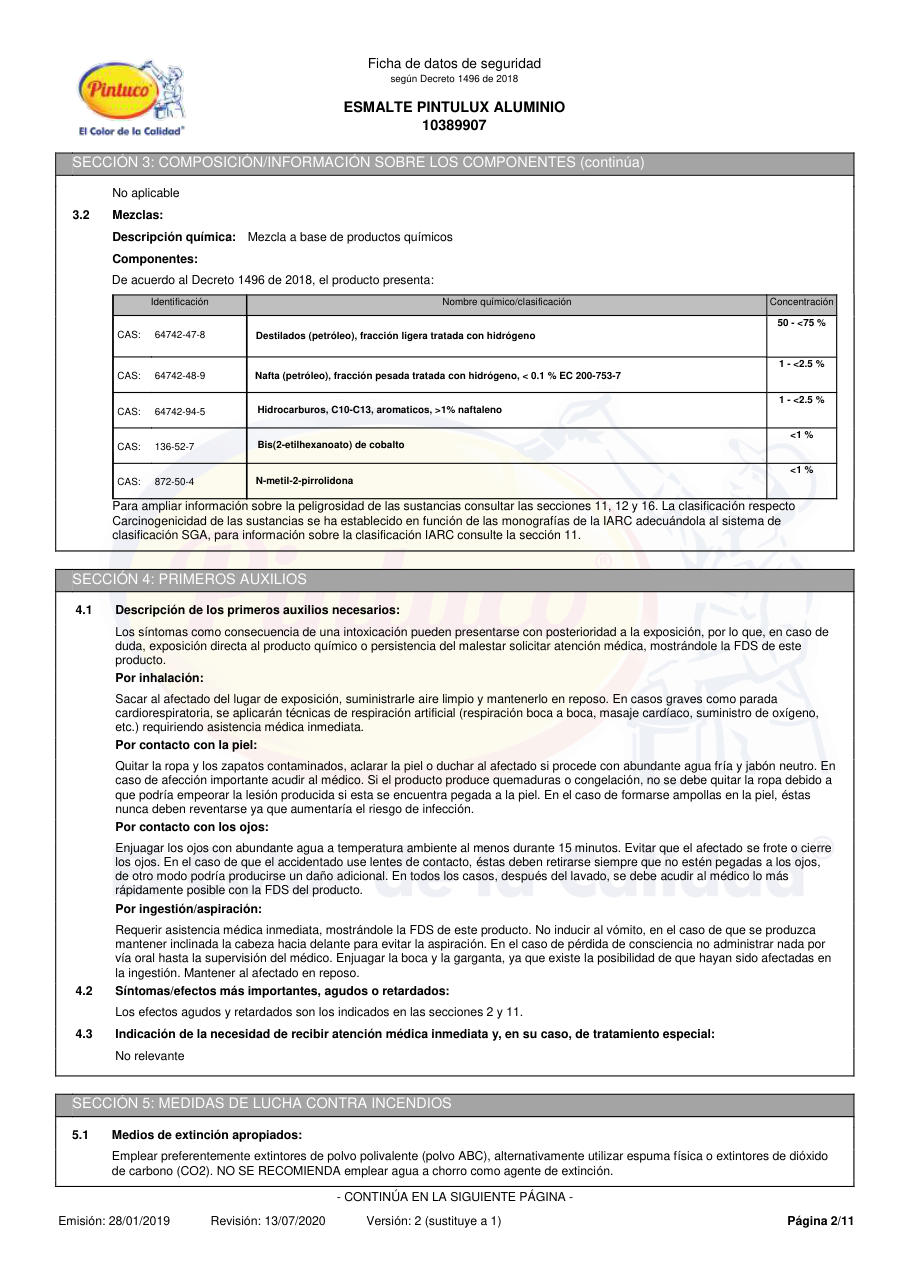 Pintuco®
El Color de la Calidad®
Ficha de datos de seguridad
según Decreto 1496 de 2018
ESMALTE PINTULUX ALUMINIO
10389907
SECCIÓN 3: COMPOSICIÓN/INFORMACIÓN SOBRE LOS COMPONENTES (continúa)
No aplicable
3.2 Mezclas:
Descripción química: Mezcla a base de productos químicos
Componentes:
De acuerdo al Decreto 1496 de 2018, el producto presenta:
Identificación Nombre químico/clasificación Concentración
CAS: 64742-47-8 Destilados (petróleo), fracción ligera tratada con hidrógeno 50 - <75 %
CAS: 64742-48-9 Nafta (petróleo), fracción pesada tratada con hidrógeno, < 0.1 % EC 200-753-7 1 - <2.5 %
CAS: 64742-94-5 Hidrocarburos, C10-C13, aromaticos, >1% naftaleno 1 - <2.5 %
CAS: 136-52-7 Bis(2-etilhexanoato) de cobalto <1 %
CAS: 872-50-4 N-metil-2-pirrolidona <1 %
Para ampliar información sobre la peligrosidad de las sustancias consultar las secciones 11, 12 y 16. La clasificación respecto
Carcinogenicidad de las sustancias se ha establecido en función de las monografías de la IARC adecuándola al sistema de
clasificación SGA, para información sobre la clasificación IARC consulte la sección 11.
SECCIÓN 4: PRIMEROS AUXILIOS
4.1 Descripción de los primeros auxilios necesarios:
Los síntomas como consecuencia de una intoxicación pueden presentarse con posterioridad a la exposición, por lo que, en caso de
duda, exposición directa al producto químico o persistencia del malestar solicitar atención médica, mostrándole la FDS de este
producto.
Por inhalación:
Sacar al afectado del lugar de exposición, suministrarle aire limpio y mantenerlo en reposo. En casos graves como parada
cardiorespiratoria, se aplicarán técnicas de respiración artificial (respiración boca a boca, masaje cardíaco, suministro de oxígeno,
etc.) requiriendo asistencia médica inmediata.
Por contacto con la piel:
Quitar la ropa y los zapatos contaminados, aclarar la piel o duchar al afectado si procede con abundante agua fría y jabón neutro. En
caso de afección importante acudir al médico. Si el producto produce quemaduras o congelación, no se debe quitar la ropa debido a
que podría empeorar la lesión producida si esta se encuentra pegada a la piel. En el caso de formarse ampollas en la piel, éstas
nunca deben reventarse ya que aumentaría el riesgo de infección.
Por contacto con los ojos:
Enjuagar los ojos con abundante agua a temperatura ambiente al menos durante 15 minutos. Evitar que el afectado se frote o cierre
los ojos. En el caso de que el accidentado use lentes de contacto, éstas deben retirarse siempre que no estén pegadas a los ojos,
de otro modo podría producirse un daño adicional. En todos los casos, después del lavado, se debe acudir al médico lo más
rápidamente posible con la FDS del producto.
Por ingestión/aspiración:
Requerir asistencia médica inmediata, mostrándole la FDS de este producto. No inducir al vómito, en el caso de que se produzca
mantener inclinada la cabeza hacia delante para evitar la aspiración. En el caso de pérdida de consciencia no administrar nada por
vía oral hasta la supervisión del médico. Enjuagar la boca y la garganta, ya que existe la posibilidad de que hayan sido afectadas en
la ingestión. Mantener al afectado en reposo.
4.2 Síntomas/efectos más importantes, agudos o retardados:
Los efectos agudos y retardados son los indicados en las secciones 2 y 11.
4.3 Indicación de la necesidad de recibir atención médica inmediata y, en su caso, de tratamiento especial:
No relevante
SECCIÓN 5: MEDIDAS DE LUCHA CONTRA INCENDIOS
5.1 Medios de extinción apropiados:
Emplear preferentemente extintores de polvo polivalente (polvo ABC), alternativamente utilizar espuma física o extintores de dióxido
de carbono (CO2). NO SE RECOMIENDA emplear agua a chorro como agente de extinción.
- CONTINÚA EN LA SIGUIENTE PÁGINA -
Emisión: 28/01/2019 Revisión: 13/07/2020 Versión: 2 (sustituye a 1) Página 2/11